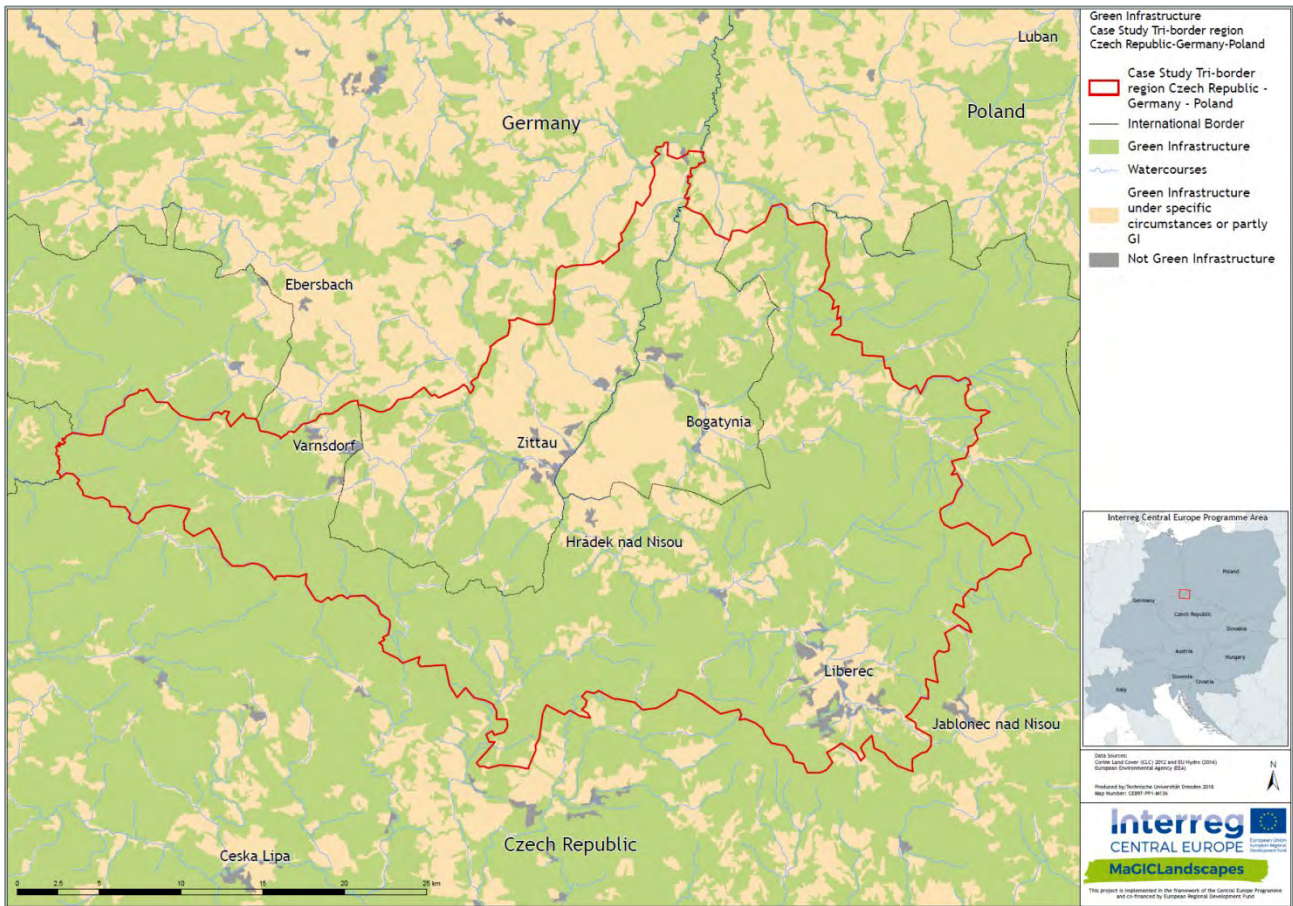 Green Infrastructure
Case Study Tri-border region
Czech Republic-Germany-Poland
Case Study Tri-border
region Czech Republic -
Germany - Poland
International Border
Green Infrastructure
Watercourses
Green Infrastructure
under specific
circumstances or partly
GI
Not Green Infrastructure
Luban
Poland
Germany
Ebersbach
Varnsdorf
Zittau
Bogatynia
Hrádek nad Nisou
Liberec
Jablonec nad Nisou
Czech Republic
Ceska Lipa
0 2.5 5 10 15 20 25 km
Interreg Central Europe Programme Area
Poland
Germany
Czech Republic
Slovakia
Austria
Hungary
Slovenia
Croatia
Italy
Data Sources:
Corine Land Cover (CLC) 2012 and EU Hydro (2016)
European Environmental Agency (EEA)
Produced by: Technische Universität Dresden 2018
Map Number: CE897-PP1-M136
N
Interreg
CENTRAL EUROPE
European Union
European Regional
Development Fund
MaGICLandscapes
This project is implemented in the framework of the Central Europe Programme
and co-financed by European Regional Development Fund